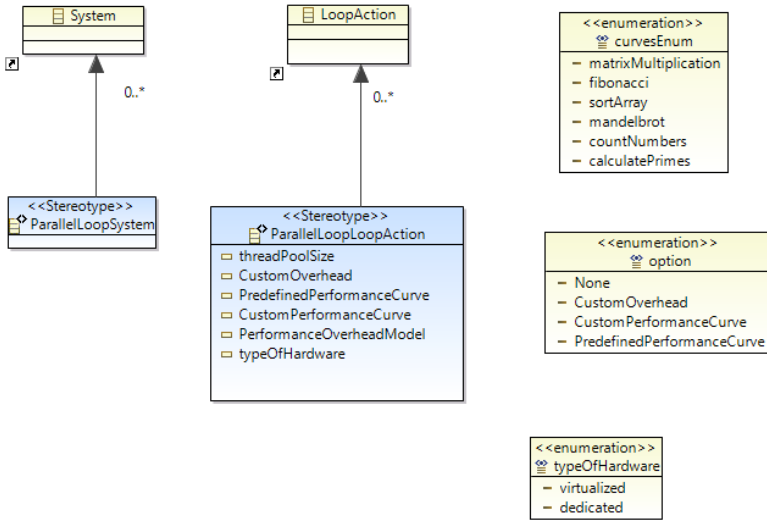 System
0..*
<<Stereotype>>
ParallelLoopSystem
LoopAction
0..*
<<Stereotype>>
ParallelLoopLoopAction
threadPoolSize
CustomOverhead
PredefinedPerformanceCurve
CustomPerformanceCurve
PerformanceOverheadModel
typeOfHardware
<<enumeration>>
curvesEnum
matrixMultiplication
fibonacci
sortArray
mandelbrot
countNumbers
calculatePrimes
<<enumeration>>
option
None
CustomOverhead
CustomPerformanceCurve
PredefinedPerformanceCurve
<<enumeration>>
typeOfHardware
virtualized
dedicated